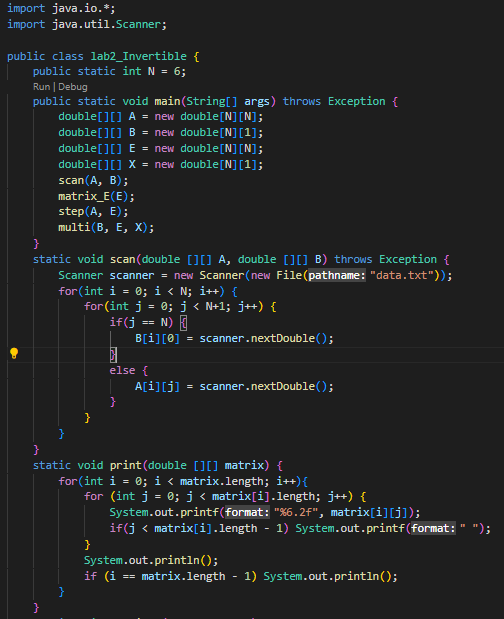 import java.io.*;
import java.util.Scanner;

public class lab2_Invertible {
    public static int N = 6;
    Run | Debug
    public static void main(String[] args) throws Exception {
        double[][] A = new double[N][N];
        double[][] B = new double[N][1];
        double[][] E = new double[N][N];
        double[][] X = new double[N][1];
        scan(A, B);
        matrix_E(E);
        step(A, E);
        multi(B, E, X);
    }
    static void scan(double [][] A, double [][] B) throws Exception {
        Scanner scanner = new Scanner(new File(pathname: "data.txt"));
        for(int i = 0; i < N; i++) {
            for(int j = 0; j < N+1; j++) {
                if(j == N) {
                    B[i][0] = scanner.nextDouble();
                }
                else {
                    A[i][j] = scanner.nextDouble();
                }
            }
        }
    }
    static void print(double [][] matrix) {
        for(int i = 0; i < matrix.length; i++){
            for (int j = 0; j < matrix[i].length; j++) {
                System.out.printf(format: "%6.2f", matrix[i][j]);
                if(j < matrix[i].length - 1) System.out.printf(format: " ");
            }
            System.out.println();
            if (i == matrix.length - 1) System.out.println();
        }
    }